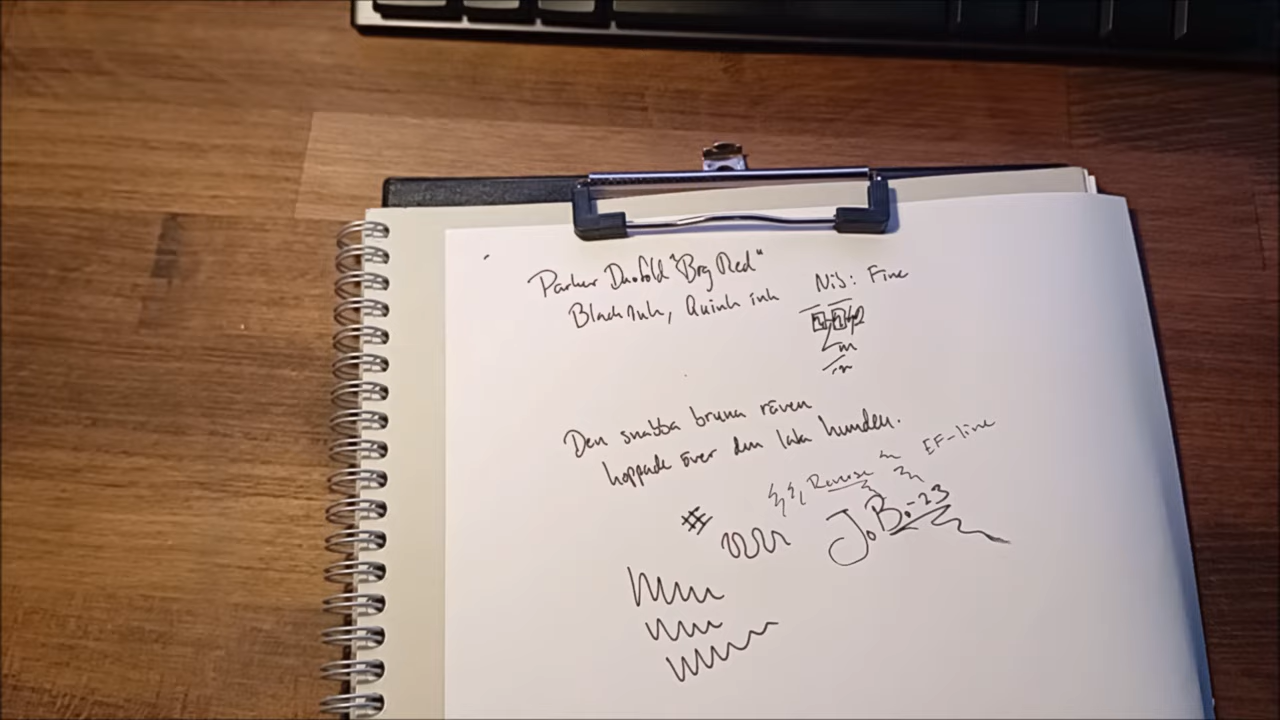 Parker Duofold "Big Red"
Black Ink, Quink ink
Nib: Fine
Den snabba bruna räven
hoppade över den lata hunden.
Reverse EF-line
J.B.-23